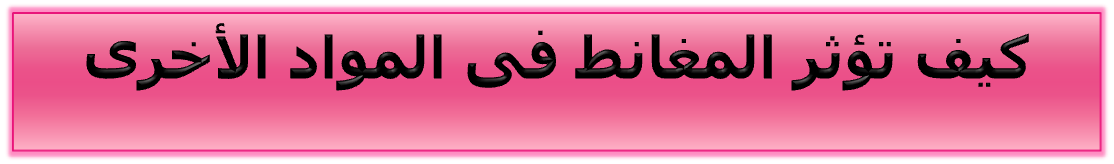 كيف تؤثر المغانط فى المواد الأخرى